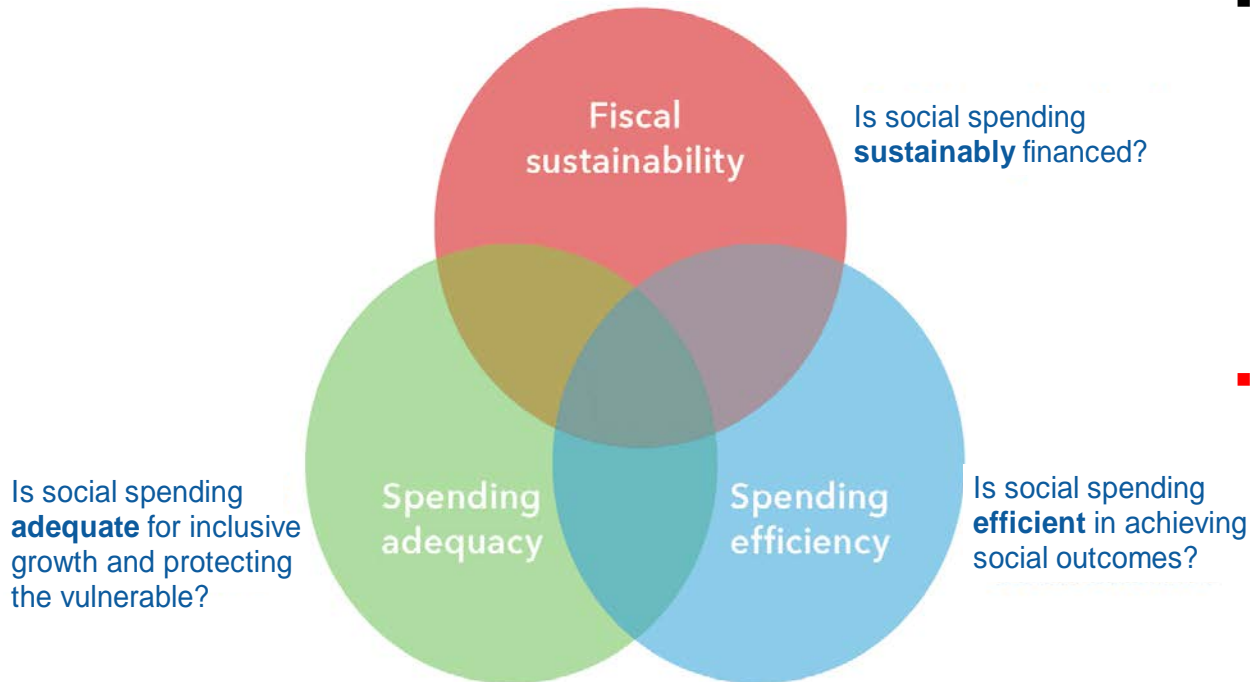 Fiscal
sustainability
Is social spending
sustainably financed?
Is social spending
adequate for inclusive
growth and protecting
the vulnerable?
Spending
adequacy
Spending
efficiency
Is social spending
efficient in achieving
social outcomes?